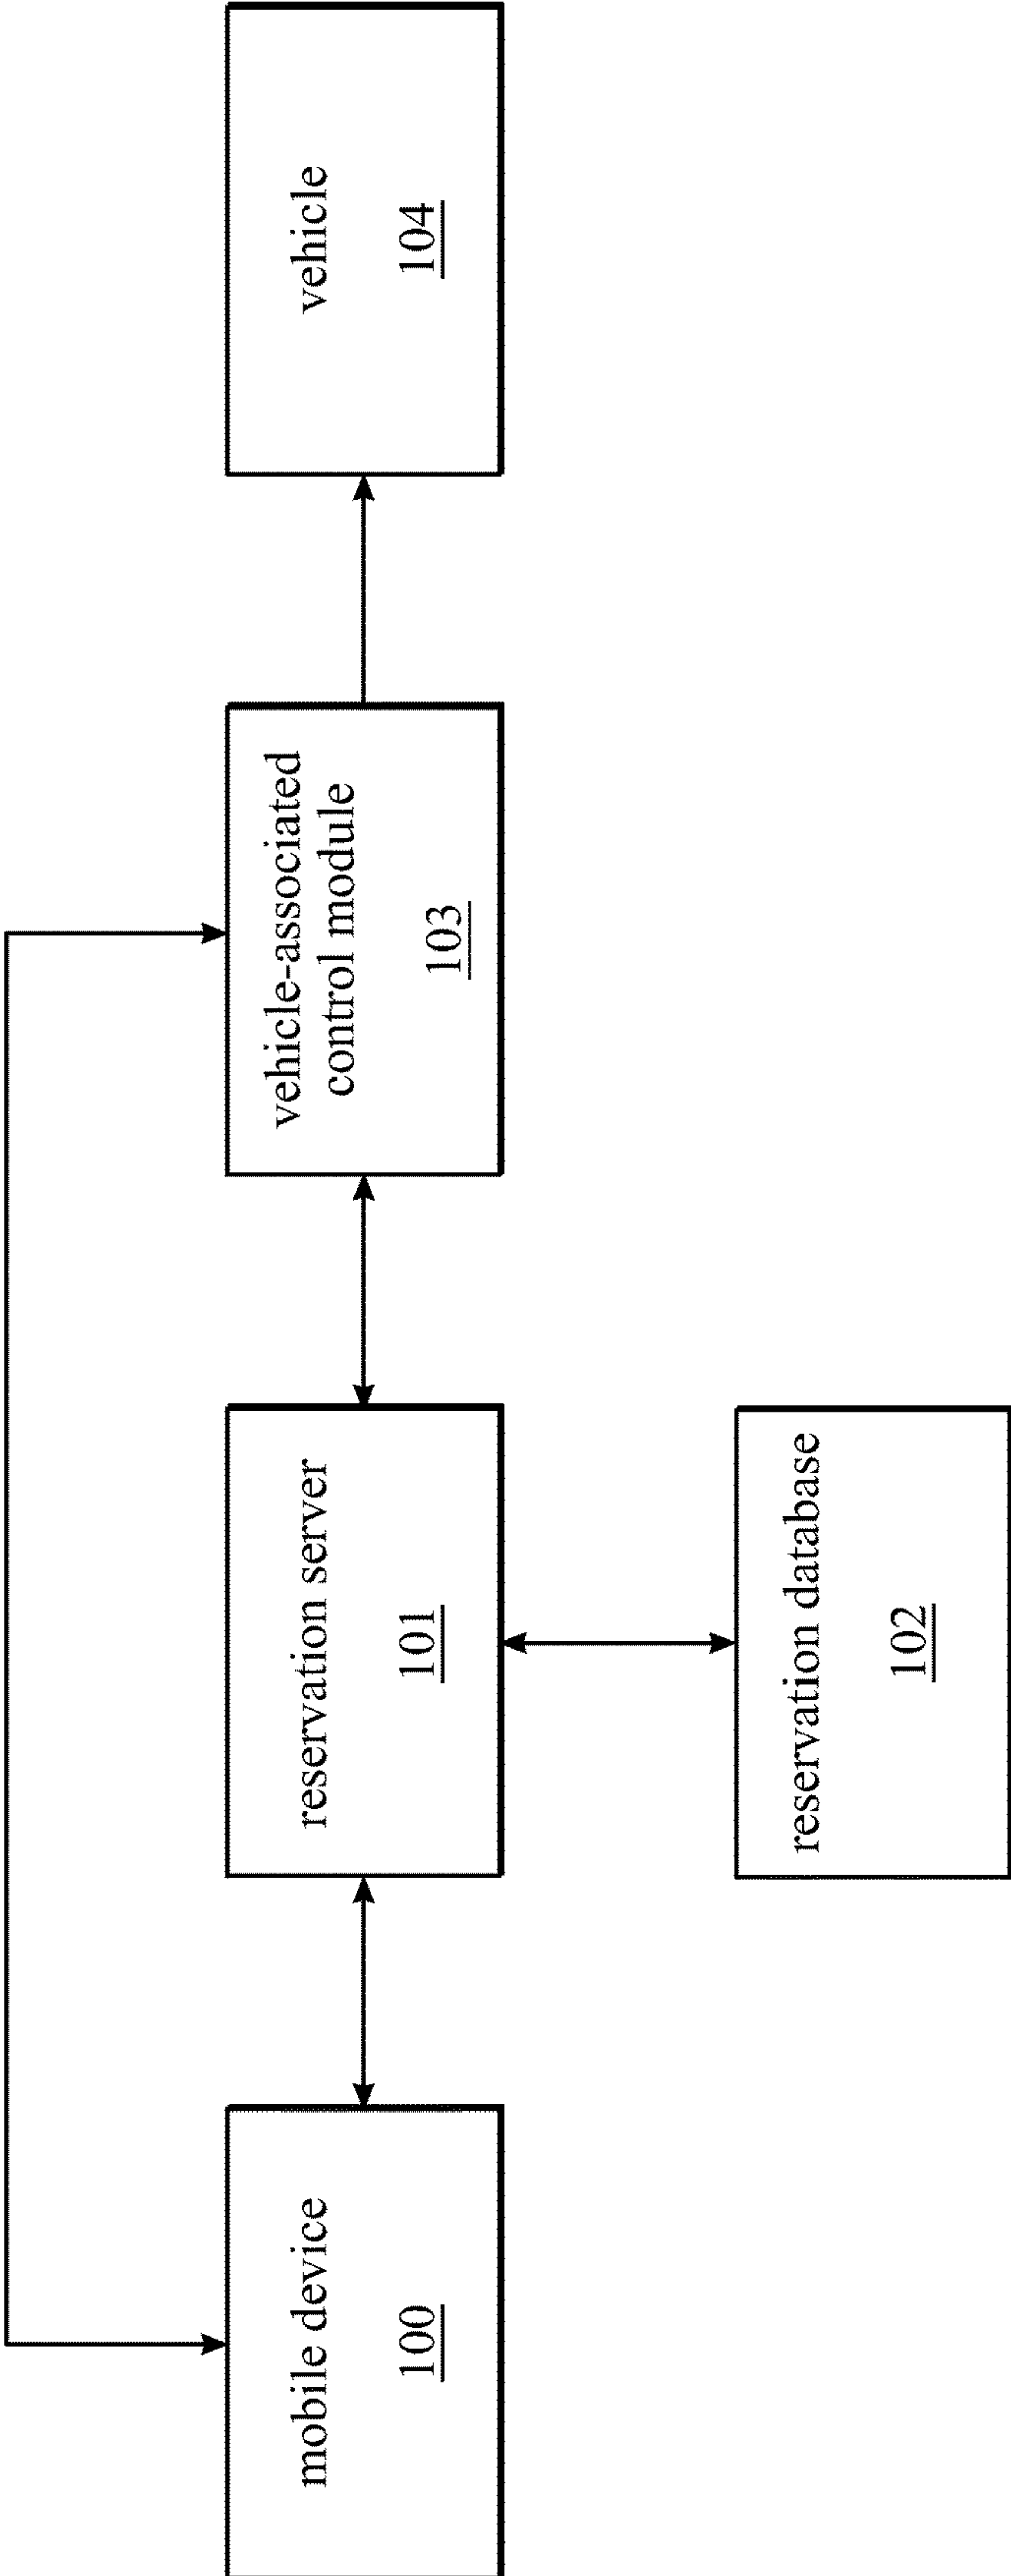 mobile device
100
reservation server
101
vehicle-associated
control module
103
vehicle
104
reservation database
102